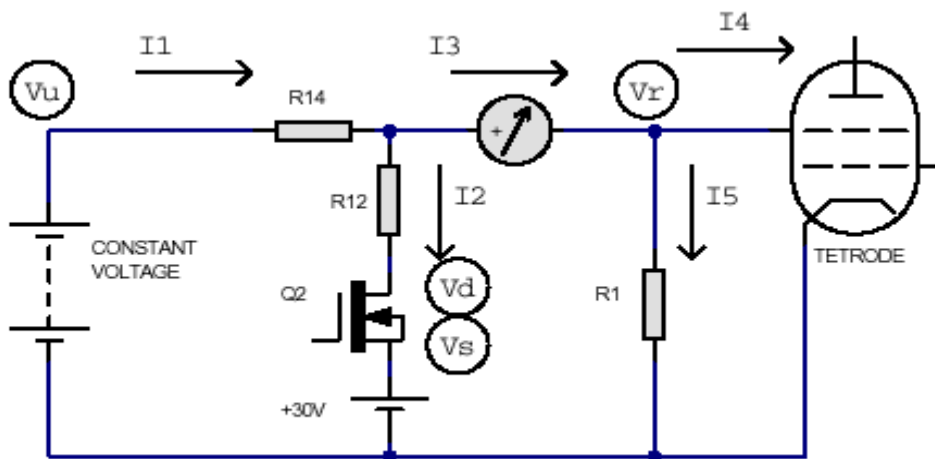 I1
I3
I4
Vu
Vr
R14
+
R12
I2
I5
CONSTANT
VOLTAGE
TETRODE
Q2
Vd
R1
Vs
+30V